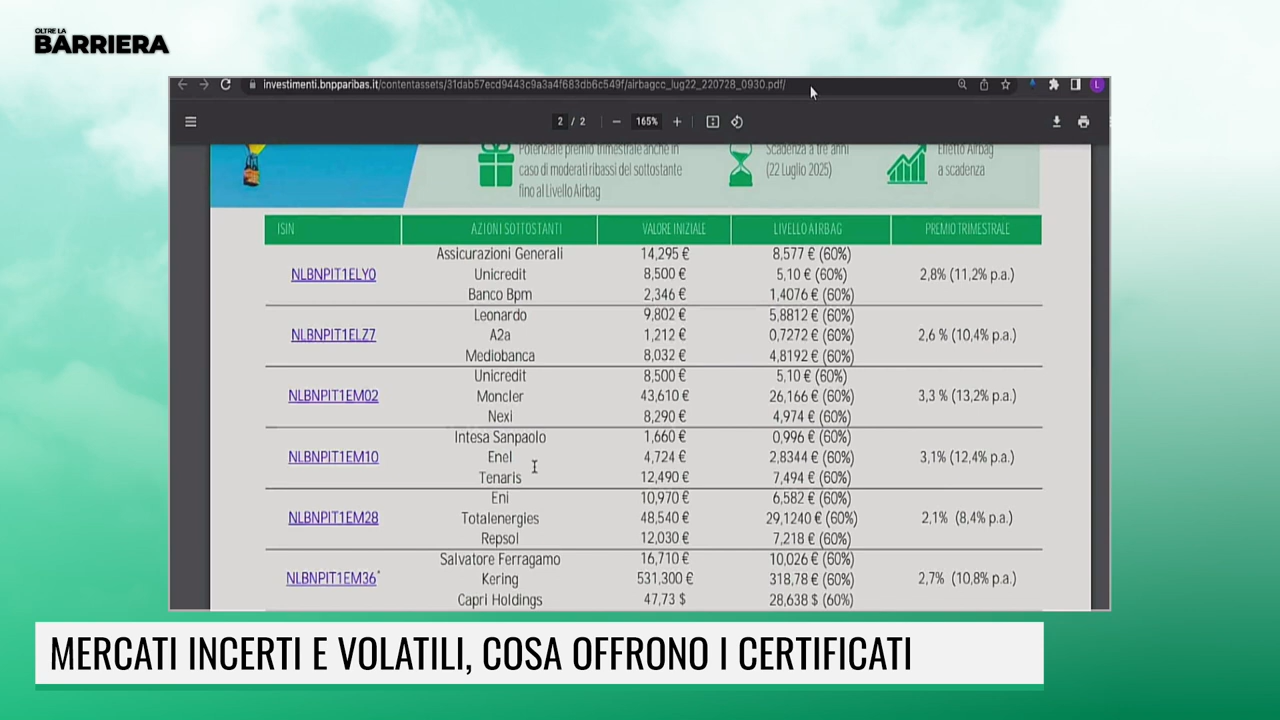 OLTRE LA
BARRIERA
investimenti.bnpparibas.it/contentassets/31dab57ecd9443c9a3a4f683db6c549f/airbagcc_lug22_220728_0930.pdf/
L
2 / 2 − 165% +
Potenziale premio trimestrale anche in
caso di moderati ribassi del sottostante
fino al Livello Airbag
Scadenza a tre anni
(22 Luglio 2025)
Effetto Airbag
a scadenza
ISIN AZIONI SOTTOSTANTI VALORE INIZIALE LIVELLO AIRBAG PREMIO TRIMESTRALE
Assicurazioni Generali 14,295 € 8,577 € (60%)
NLBNPIT1ELY0 Unicredit 8,500 € 5,10 € (60%) 2,8% (11,2% p.a.)
Banco Bpm 2,346 € 1,4076 € (60%)
Leonardo 9,802 € 5,8812 € (60%)
NLBNPIT1ELZ7 A2a 1,212 € 0,7272 € (60%) 2,6 % (10,4% p.a.)
Mediobanca 8,032 € 4,8192 € (60%)
Unicredit 8,500 € 5,10 € (60%)
NLBNPIT1EM02 Moncler 43,610 € 26,166 € (60%) 3,3 % (13,2% p.a.)
Nexi 8,290 € 4,974 € (60%)
Intesa Sanpaolo 1,660 € 0,996 € (60%)
NLBNPIT1EM10 Enel 4,724 € 2,8344 € (60%) 3,1% (12,4% p.a.)
Tenaris 12,490 € 7,494 € (60%)
Eni 10,970 € 6,582 € (60%)
NLBNPIT1EM28 Totalenergies 48,540 € 29,1240 € (60%) 2,1% (8,4% p.a.)
Repsol 12,030 € 7,218 € (60%)
Salvatore Ferragamo 16,710 € 10,026 € (60%)
NLBNPIT1EM36* Kering 531,300 € 318,78 € (60%) 2,7% (10,8% p.a.)
Capri Holdings 47,73 $ 28,638 $ (60%)
MERCATI INCERTI E VOLATILI, COSA OFFRONO I CERTIFICATI